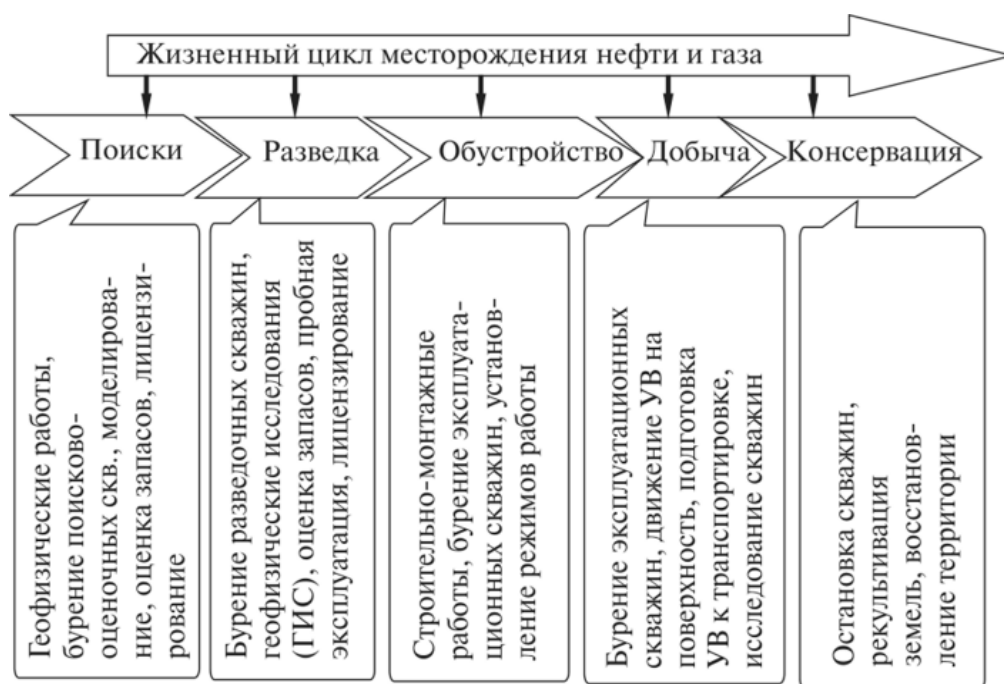 Жизненный цикл месторождения нефти и газа
Поиски
Разведка
Обустройство
Добыча
Консервация
Геофизические работы,
бурение поисково-
оценочных скв., моделирова-
ние, оценка запасов, лицензи-
рование
Бурение разведочных скважин,
геофизические исследования
(ГИС), оценка запасов, пробная
эксплуатация, лицензирование
Строительно-монтажные
работы, бурение эксплуата-
ционных скважин, установ-
ление режимов работы
Бурение эксплуатационных
скважин, движение УВ на
поверхность, подготовка
УВ к транспортировке,
исследование скважин
Остановка скважин,
рекультивация
земель, восстанов-
ление территории